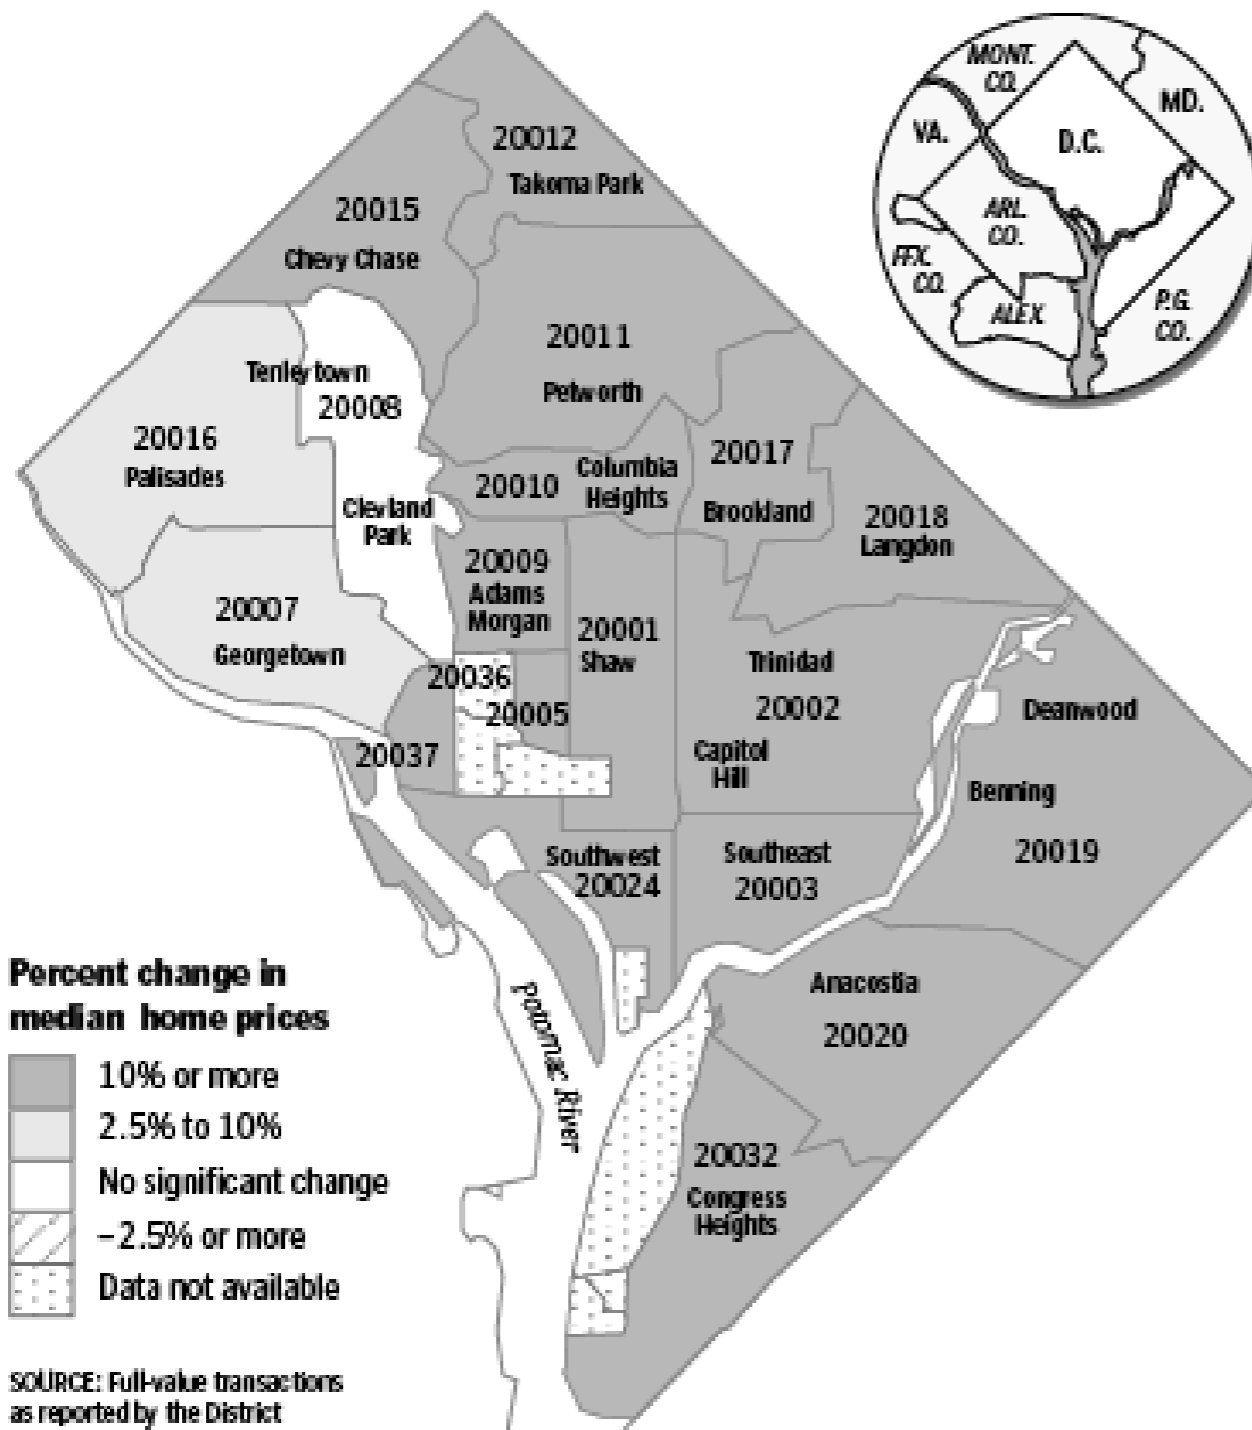 MONT.
CO.
MD.
VA.
D.C.
ARL.
CO.
FFX.
CO.
ALEX.
P.G.
CO.
20012
Takoma Park
20015
Chevy Chase
20011
Petworth
Tenleytown
20008
20016
Palisades
20017
Brookland
Columbia
Heights
20010
Clevland
Park
20018
Langdon
20009
Adams
Morgan
20007
Georgetown
20001
Shaw
Trinidad
20002
20036
20005
Deanwood
20037
Capitol
Hill
Benning
20019
Southwest
20024
Southeast
20003
Anacostia
20020
Potomac River
20032
Congress
Heights
Percent change in
median home prices
10% or more
2.5% to 10%
No significant change
–2.5% or more
Data not available
SOURCE: Full-value transactions
as reported by the District